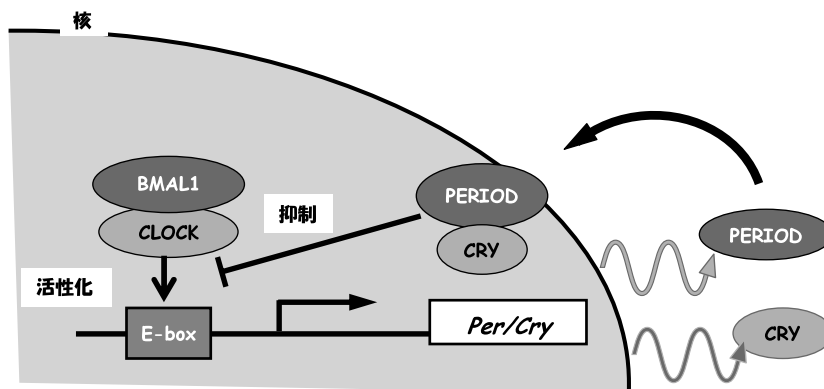 核
BMAL1
CLOCK
抑制
PERIOD
CRY
PERIOD
CRY
活性化
E-box
Per/Cry